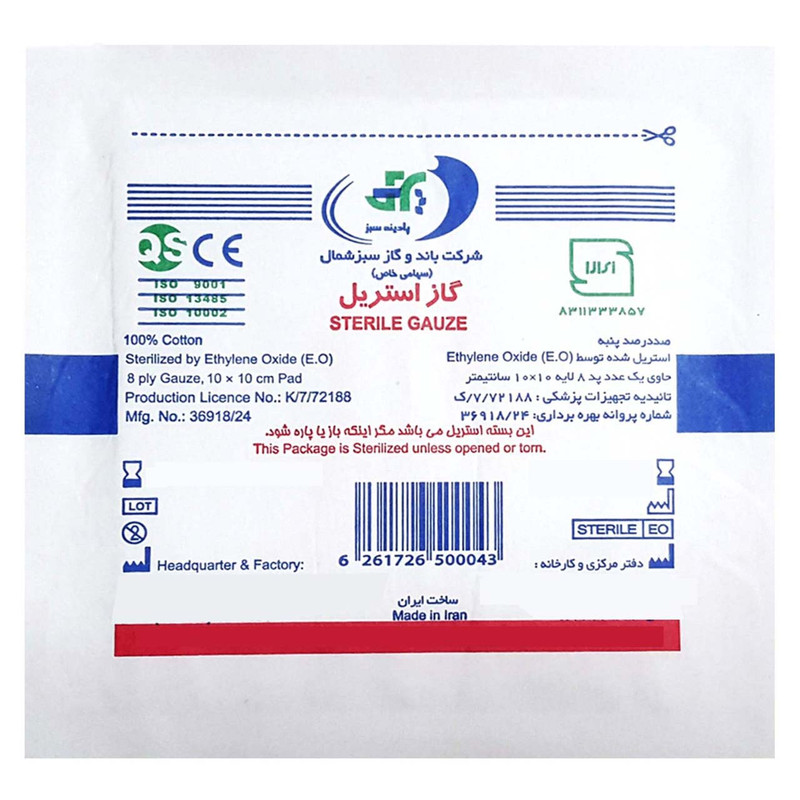 پادینه سبز
شرکت باند و گاز سبز شمال
(سهامی خاص)
گاز استریل
STERILE GAUZE
QS CE
ISO 9001
ISO 13485
ISO 10002
۸۳۱۱۳۳۳۸۵۷
100% Cotton
Sterilized by Ethylene Oxide (E.O)
8 ply Gauze, 10 × 10 cm Pad
Production Licence No.: K/7/72188
Mfg. No.: 36918/24
صددرصد پنبه
استریل شده توسط Ethylene Oxide (E.O)
حاوی یک عدد پد ۸ لایه ۱۰×۱۰ سانتیمتر
تائیدیه تجهیزات پزشکی : ۷/۷۲۱۸۸/ک
شماره پروانه بهره برداری: ۳۶۹۱۸/۲۴
این بسته استریل می باشد مگر اینکه باز یا پاره شود.
This Package is Sterilized unless opened or torn.
LOT
STERILE EO
Headquarter & Factory:
6 261726 500043
دفتر مرکزی و کارخانه :
ساخت ایران
Made in Iran